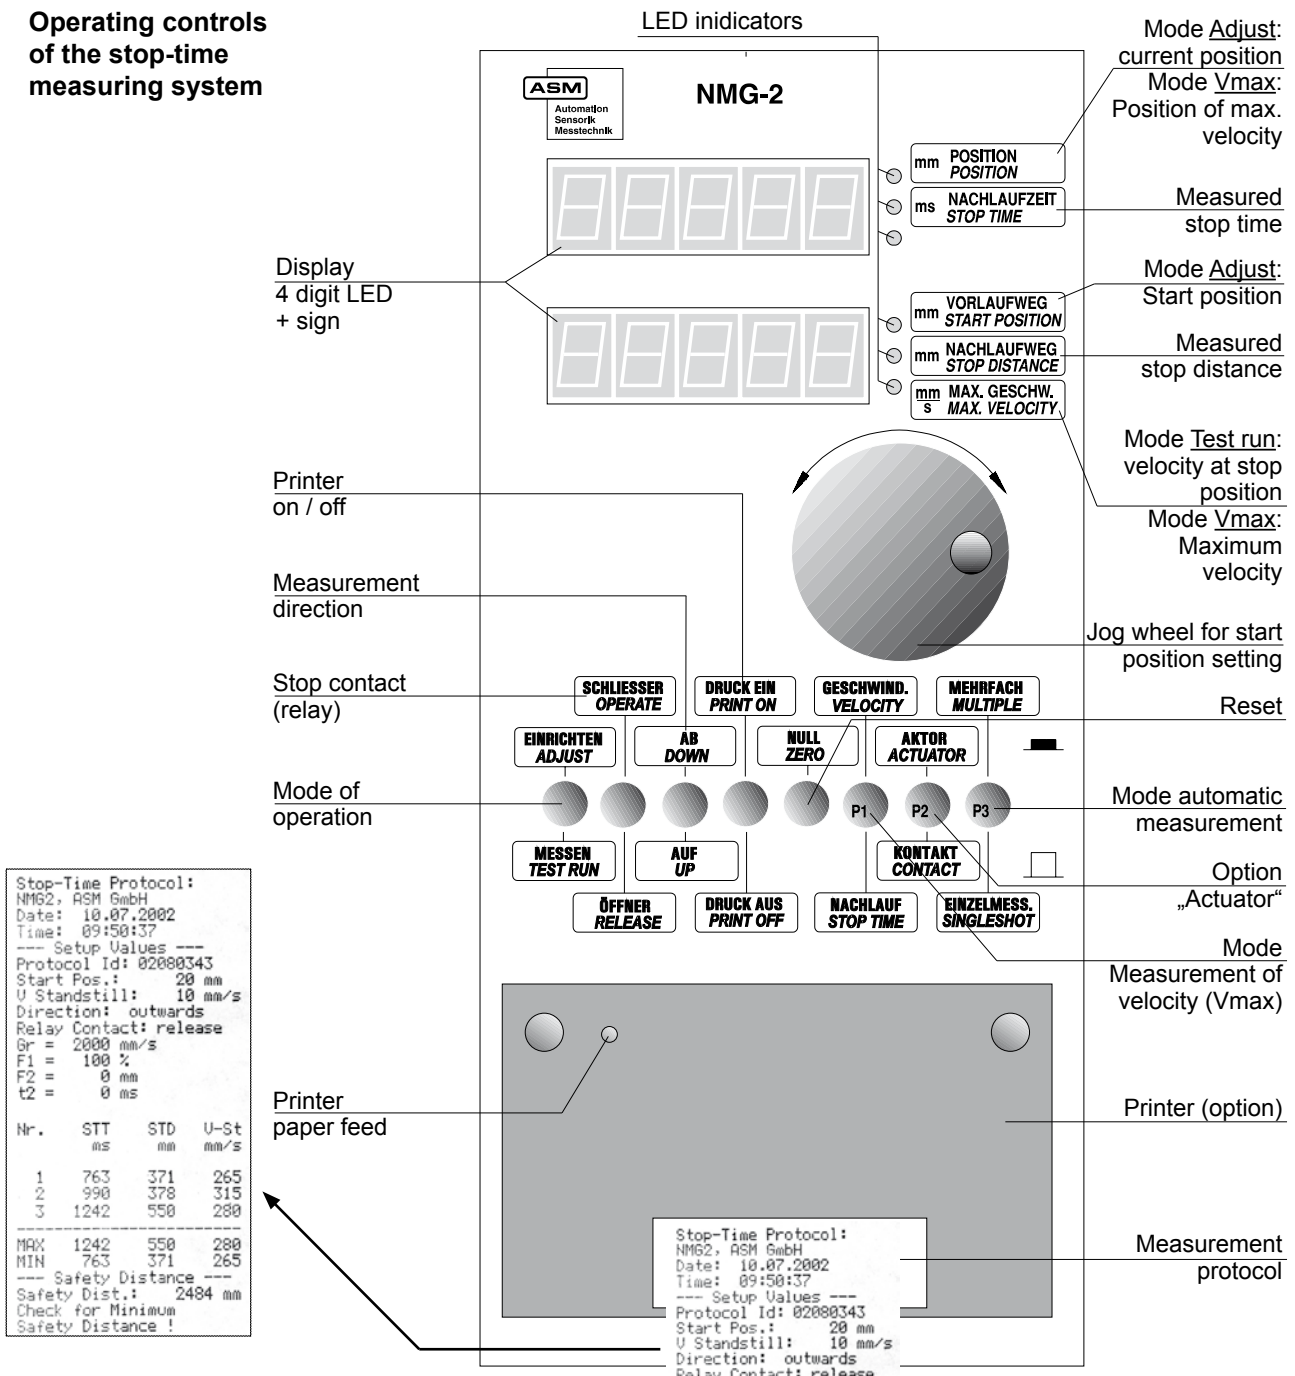 Operating controls
of the stop-time
measuring system
LED inidicators
Mode Adjust:
current position
Mode Vmax:
Position of max.
velocity
ASM
Automation
Sensorik
Messtechnik
NMG-2
mm POSITION
POSITION
ms NACHLAUFZEIT
STOP TIME
Measured
stop time
Display
4 digit LED
+ sign
Mode Adjust:
Start position
mm VORLAUFWEG
START POSITION
mm NACHLAUFWEG
STOP DISTANCE
Measured
stop distance
mm/s MAX. GESCHW.
MAX. VELOCITY
Mode Test run:
velocity at stop
position
Mode Vmax:
Maximum
velocity
Printer
on / off
Measurement
direction
Jog wheel for start
position setting
Stop contact
(relay)
SCHLIESSER
OPERATE
DRUCK EIN
PRINT ON
GESCHWIND.
VELOCITY
MEHRFACH
MULTIPLE
Reset
EINRICHTEN
ADJUST
AB
DOWN
NULL
ZERO
AKTOR
ACTUATOR
Mode of
operation
P1 P2 P3
Mode automatic
measurement
MESSEN
TEST RUN
AUF
UP
KONTAKT
CONTACT
Option
„Actuator“
ÖFFNER
RELEASE
DRUCK AUS
PRINT OFF
NACHLAUF
STOP TIME
EINZELMESS.
SINGLESHOT
Mode
Measurement of
velocity (Vmax)
Printer
paper feed
Printer (option)
Measurement
protocol
Stop-Time Protocol:
NMG2, ASM GmbH
Date: 10.07.2002
Time: 09:50:37
--- Setup Values ---
Protocol Id: 02080343
Start Pos.: 20 mm
V Standstill: 10 mm/s
Direction: outwards
Relay Contact: release
Gr = 2000 mm/s
F1 = 100 %
F2 = 0 mm
t2 = 0 ms
Nr. STT STD V-St
ms mm mm/s
1 763 371 265
2 990 378 315
3 1242 550 280
MAX 1242 550 280
MIN 763 371 265
--- Safety Distance ---
Safety Dist.: 2484 mm
Check for Minimum
Safety Distance !
Stop-Time Protocol:
NMG2, ASM GmbH
Date: 10.07.2002
Time: 09:50:37
--- Setup Values ---
Protocol Id: 02080343
Start Pos.: 20 mm
V Standstill: 10 mm/s
Direction: outwards
Relay Contact: release